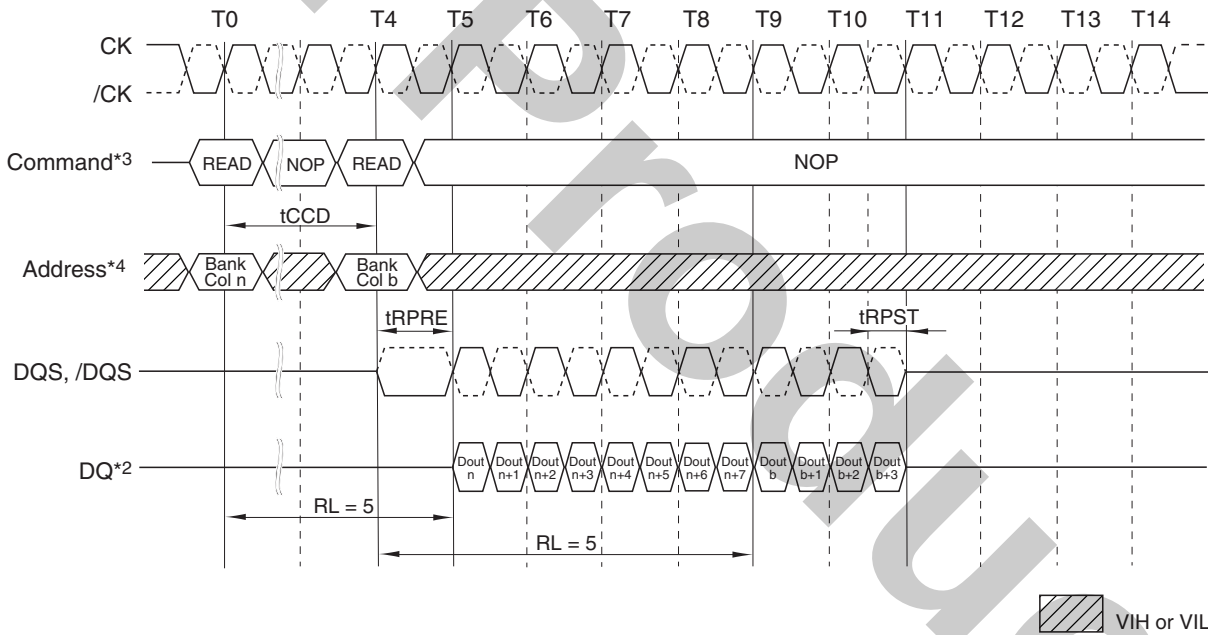 T0 T4 T5 T6 T7 T8 T9 T10 T11 T12 T13 T14
CK
/CK
Command*3 READ NOP READ NOP
tCCD
Address*4 Bank Col n Bank Col b
tRPRE tRPST
DQS, /DQS
DQ*2 Dout n Dout n+1 Dout n+2 Dout n+3 Dout n+4 Dout n+5 Dout n+6 Dout n+7 Dout b Dout b+1 Dout b+2 Dout b+3
RL = 5
RL = 5
VIH or VIL
Produ